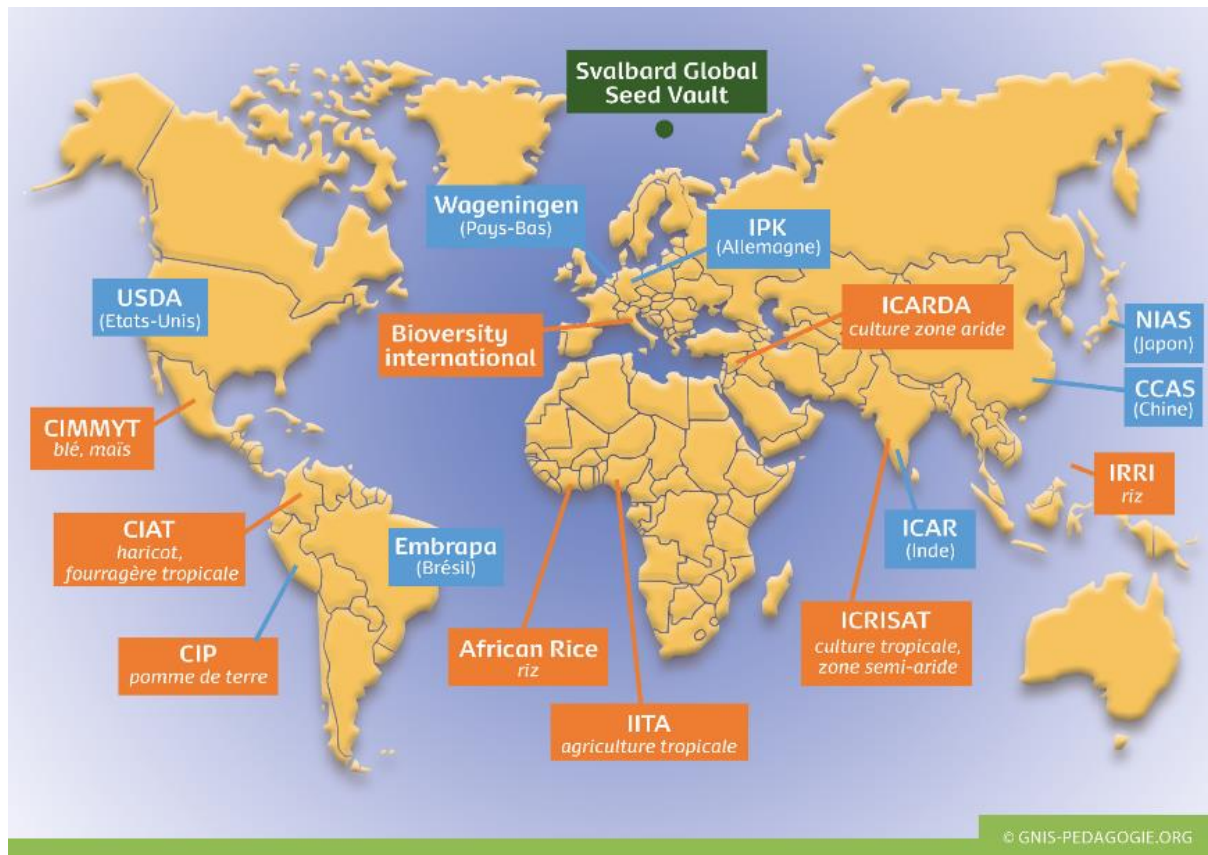 Svalbard Global
Seed Vault
Wageningen
(Pays-Bas)
IPK
(Allemagne)
USDA
(Etats-Unis)
Bioversity
international
ICARDA
culture zone aride
NIAS
(Japon)
CCAS
(Chine)
CIMMYT
blé, maïs
IRRI
riz
CIAT
haricot,
fourragère tropicale
Embrapa
(Brésil)
ICAR
(Inde)
CIP
pomme de terre
African Rice
riz
ICRISAT
culture tropicale,
zone semi-aride
IITA
agriculture tropicale
© GNIS-PEDAGOGIE.ORG